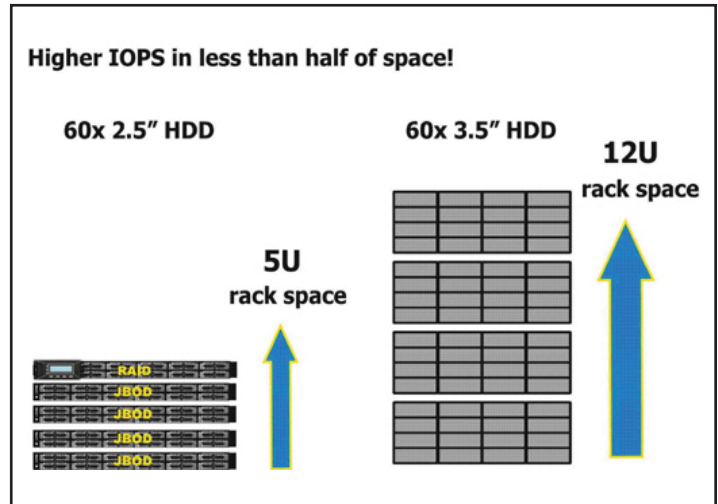 Higher IOPS in less than half of space!
60x 2.5″ HDD
60x 3.5″ HDD
12U
rack space
5U
rack space
RAID
JBOD
JBOD
JBOD
JBOD